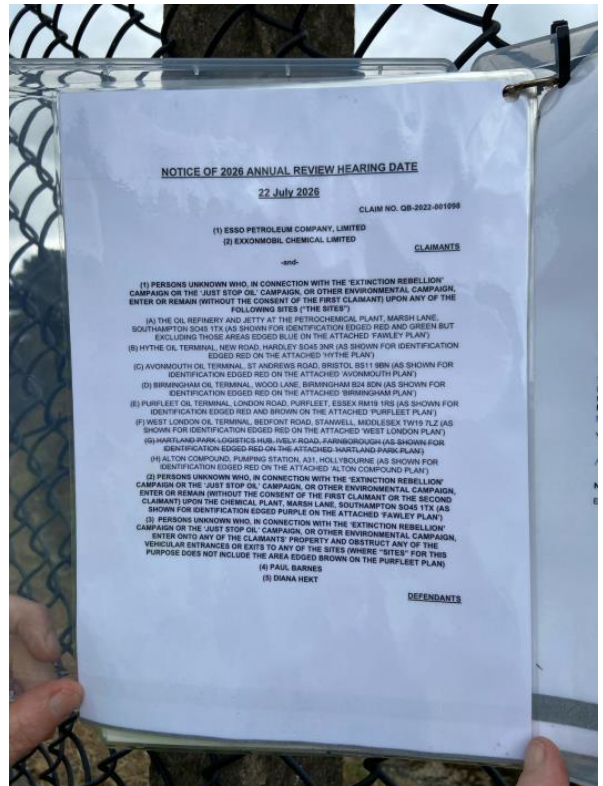 NOTICE OF 2026 ANNUAL REVIEW HEARING DATE
22 July 2026
CLAIM NO. QB-2022-001098
(1) ESSO PETROLEUM COMPANY, LIMITED
(2) EXXONMOBIL CHEMICAL LIMITED
CLAIMANTS
-and-
(1) PERSONS UNKNOWN WHO, IN CONNECTION WITH THE 'EXTINCTION REBELLION'
CAMPAIGN OR THE 'JUST STOP OIL' CAMPAIGN, OR OTHER ENVIRONMENTAL CAMPAIGN,
ENTER OR REMAIN (WITHOUT THE CONSENT OF THE FIRST CLAIMANT) UPON ANY OF THE
FOLLOWING SITES ("THE SITES")
(A) THE OIL REFINERY AND JETTY AT THE PETROCHEMICAL PLANT, MARSH LANE,
SOUTHAMPTON SO45 1TX (AS SHOWN FOR IDENTIFICATION EDGED RED AND GREEN BUT
EXCLUDING THOSE AREAS EDGED BLUE ON THE ATTACHED 'FAWLEY PLAN')
(B) HYTHE OIL TERMINAL, NEW ROAD, HARDLEY SO45 3NR (AS SHOWN FOR IDENTIFICATION
EDGED RED ON THE ATTACHED 'HYTHE PLAN')
(C) AVONMOUTH OIL TERMINAL, ST ANDREWS ROAD, BRISTOL BS11 9BN (AS SHOWN FOR
IDENTIFICATION EDGED RED ON THE ATTACHED 'AVONMOUTH PLAN')
(D) BIRMINGHAM OIL TERMINAL, WOOD LANE, BIRMINGHAM B24 8DN (AS SHOWN FOR
IDENTIFICATION EDGED RED ON THE ATTACHED 'BIRMINGHAM PLAN')
(E) PURFLEET OIL TERMINAL, LONDON ROAD, PURFLEET, ESSEX RM19 1RS (AS SHOWN FOR
IDENTIFICATION EDGED RED AND BROWN ON THE ATTACHED 'PURFLEET PLAN')
(F) WEST LONDON OIL TERMINAL, BEDFONT ROAD, STANWELL, MIDDLESEX TW19 7LZ (AS
SHOWN FOR IDENTIFICATION EDGED RED ON THE ATTACHED 'WEST LONDON PLAN')
(G) HARTLAND PARK LOGISTICS HUB, IVELY ROAD, FARNBOROUGH (AS SHOWN FOR
IDENTIFICATION EDGED RED ON THE ATTACHED 'HARTLAND PARK PLAN')
(H) ALTON COMPOUND, PUMPING STATION, A31, HOLLYBOURNE (AS SHOWN FOR
IDENTIFICATION EDGED RED ON THE ATTACHED 'ALTON COMPOUND PLAN')
(2) PERSONS UNKNOWN WHO, IN CONNECTION WITH THE 'EXTINCTION REBELLION'
CAMPAIGN OR THE 'JUST STOP OIL' CAMPAIGN, OR OTHER ENVIRONMENTAL CAMPAIGN,
ENTER OR REMAIN (WITHOUT THE CONSENT OF THE FIRST CLAIMANT OR THE SECOND
CLAIMANT) UPON THE CHEMICAL PLANT, MARSH LANE, SOUTHAMPTON SO45 1TX (AS
SHOWN FOR IDENTIFICATION EDGED PURPLE ON THE ATTACHED 'FAWLEY PLAN')
(3) PERSONS UNKNOWN WHO, IN CONNECTION WITH THE 'EXTINCTION REBELLION'
CAMPAIGN OR THE 'JUST STOP OIL' CAMPAIGN, OR OTHER ENVIRONMENTAL CAMPAIGN,
ENTER ONTO ANY OF THE CLAIMANTS' PROPERTY AND OBSTRUCT ANY OF THE
VEHICULAR ENTRANCES OR EXITS TO ANY OF THE SITES (WHERE "SITES" FOR THIS
PURPOSE DOES NOT INCLUDE THE AREA EDGED BROWN ON THE PURFLEET PLAN)
(4) PAUL BARNES
(5) DIANA HEKT
DEFENDANTS